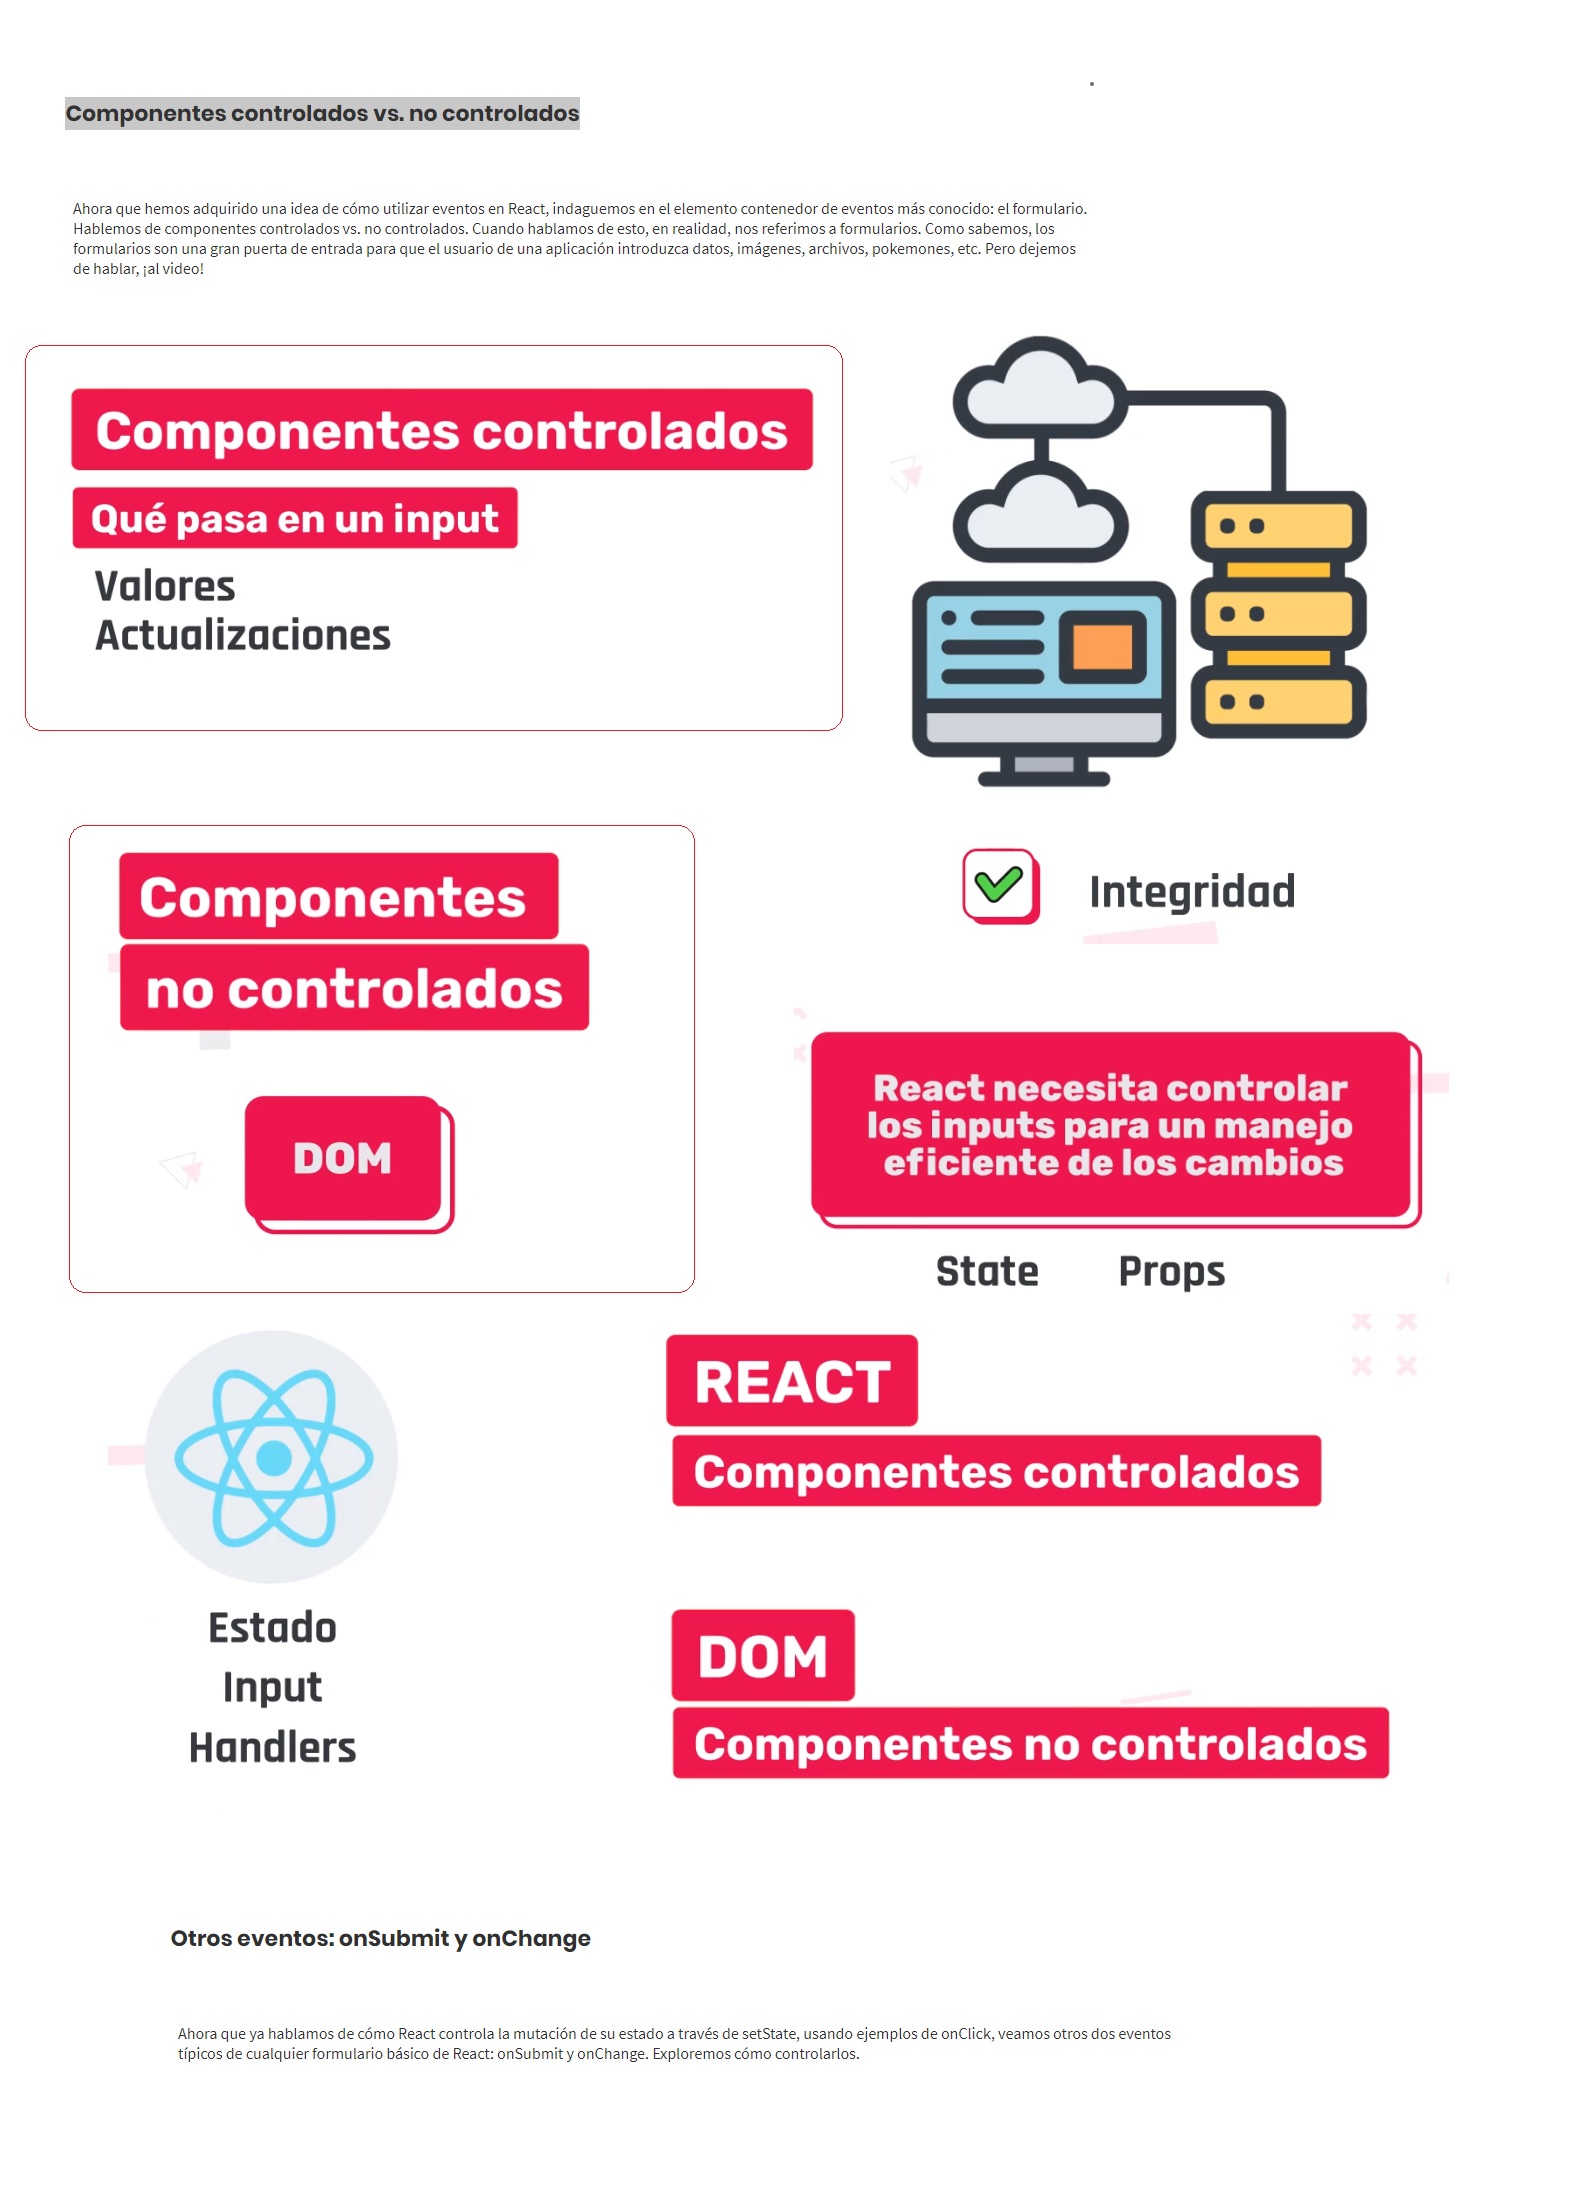 Componentes controlados vs. no controlados
Ahora que hemos adquirido una idea de cómo utilizar eventos en React, indaguemos en el elemento contenedor de eventos más conocido: el formulario.
Hablemos de componentes controlados vs. no controlados. Cuando hablamos de esto, en realidad, nos referimos a formularios. Como sabemos, los
formularios son una gran puerta de entrada para que el usuario de una aplicación introduzca datos, imágenes, archivos, pokemones, etc. Pero dejemos
de hablar, ¡al video!
Componentes controlados
Qué pasa en un input
Valores
Actualizaciones
Componentes
no controlados
DOM
Integridad
React necesita controlar
los inputs para un manejo
eficiente de los cambios
State Props
Estado
Input
Handlers
REACT
Componentes controlados
DOM
Componentes no controlados
Otros eventos: onSubmit y onChange
Ahora que ya hablamos de cómo React controla la mutación de su estado a través de setState, usando ejemplos de onClick, veamos otros dos eventos
típicos de cualquier formulario básico de React: onSubmit y onChange. Exploremos cómo controlarlos.